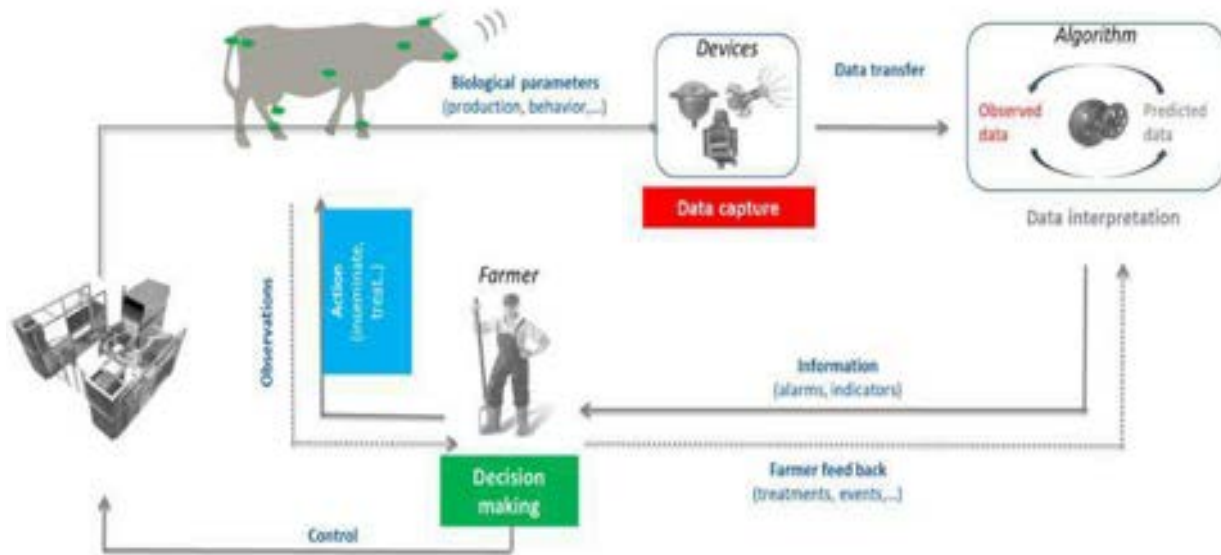 Devices
Algorithm
Biological parameters
(production, behavior,...)
Data transfer
Observed
data
Predicted
data
Data capture
Data interpretation
Action
(inseminate,
treat..)
Observations
Farmer
Information
(alarms, indicators)
Decision
making
Farmer feed back
(treatments, events,...)
Control